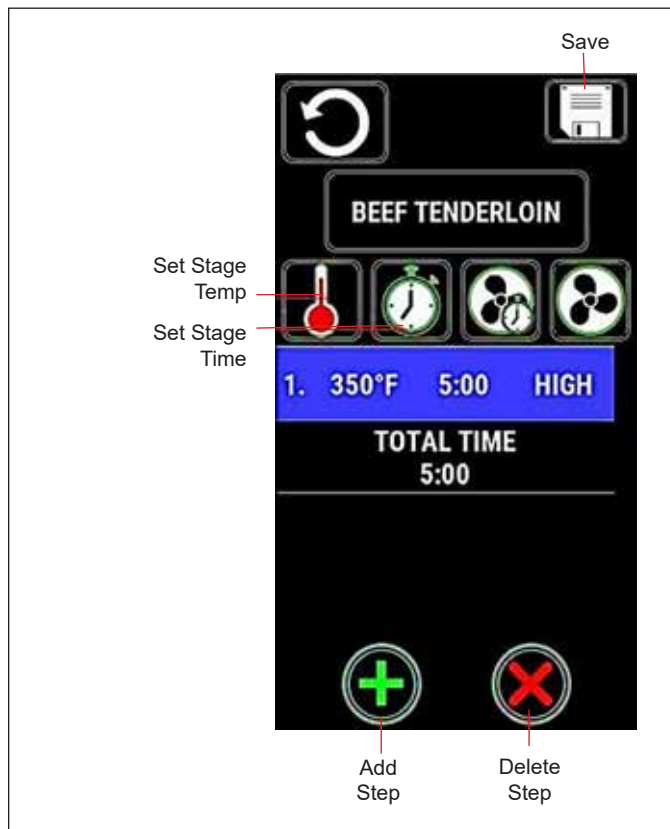 Save
BEEF TENDERLOIN
Set Stage
Temp
Set Stage
Time
1. 350°F 5:00 HIGH
TOTAL TIME
5:00
Add
Step
Delete
Step